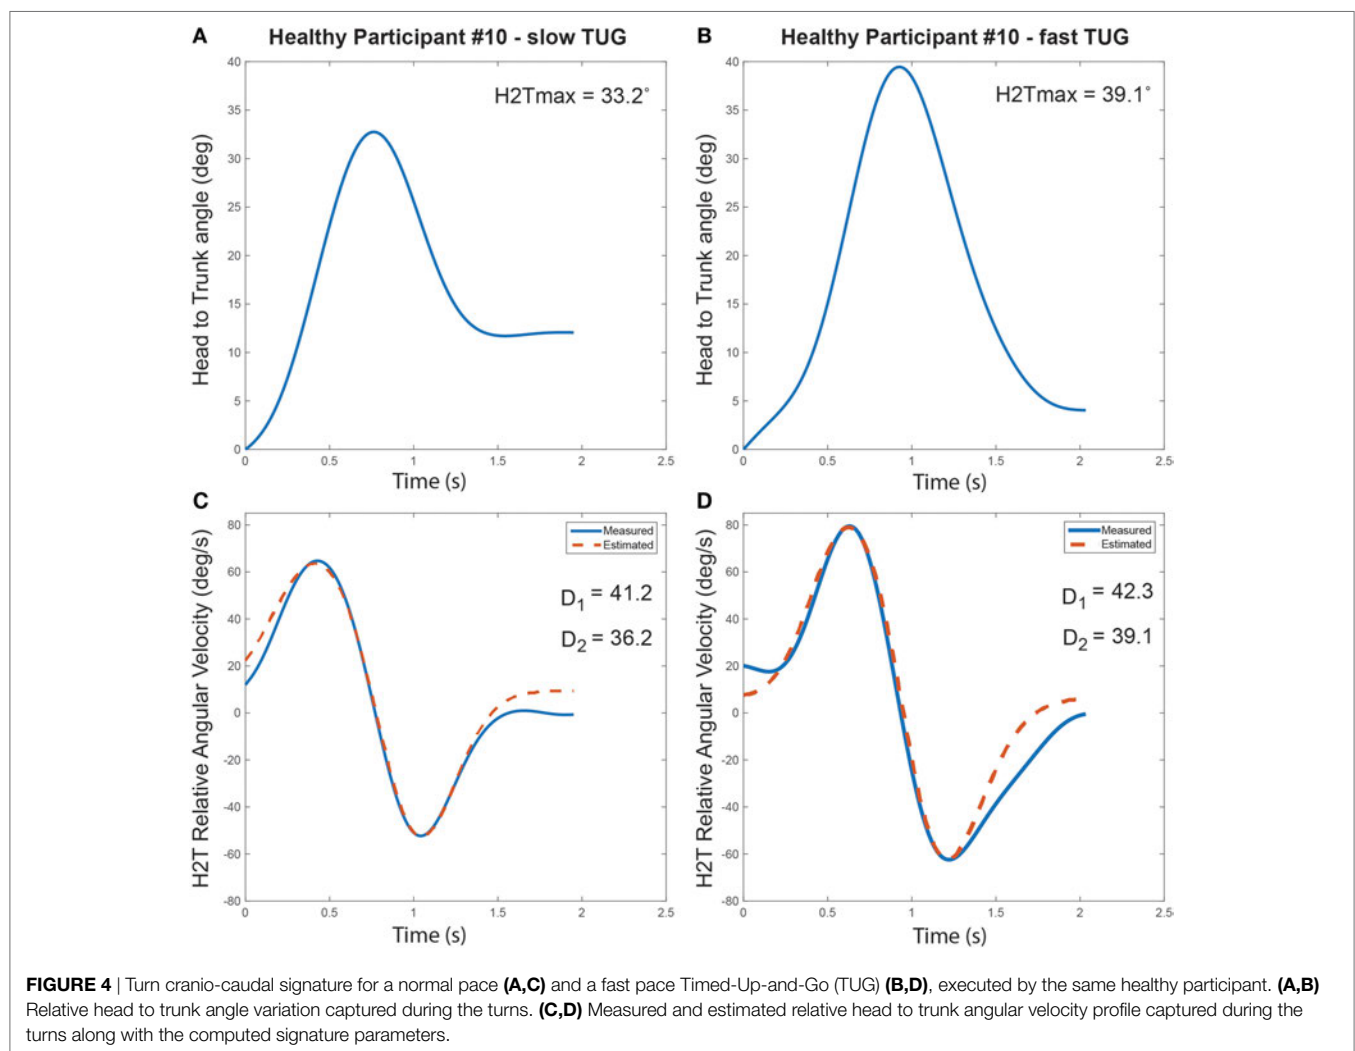 A
Healthy Participant #10 - slow TUG
H2Tmax = 33.2°
Head to Trunk angle (deg)
40
35
30
25
20
15
10
5
0
0 0.5 1 1.5 2 2.5
Time (s)
B
Healthy Participant #10 - fast TUG
H2Tmax = 39.1°
Head to Trunk angle (deg)
40
35
30
25
20
15
10
5
0
0 0.5 1 1.5 2 2.5
Time (s)
C
Measured
Estimated
D1 = 41.2
D2 = 36.2
H2T Relative Angular Velocity (deg/s)
80
60
40
20
0
-20
-40
-60
-80
0 0.5 1 1.5 2 2.5
Time (s)
D
Measured
Estimated
D1 = 42.3
D2 = 39.1
H2T Relative Angular Velocity (deg/s)
80
60
40
20
0
-20
-40
-60
-80
0 0.5 1 1.5 2 2.5
Time (s)
FIGURE 4 | Turn cranio-caudal signature for a normal pace (A,C) and a fast pace Timed-Up-and-Go (TUG) (B,D), executed by the same healthy participant. (A,B)
Relative head to trunk angle variation captured during the turns. (C,D) Measured and estimated relative head to trunk angular velocity profile captured during the
turns along with the computed signature parameters.